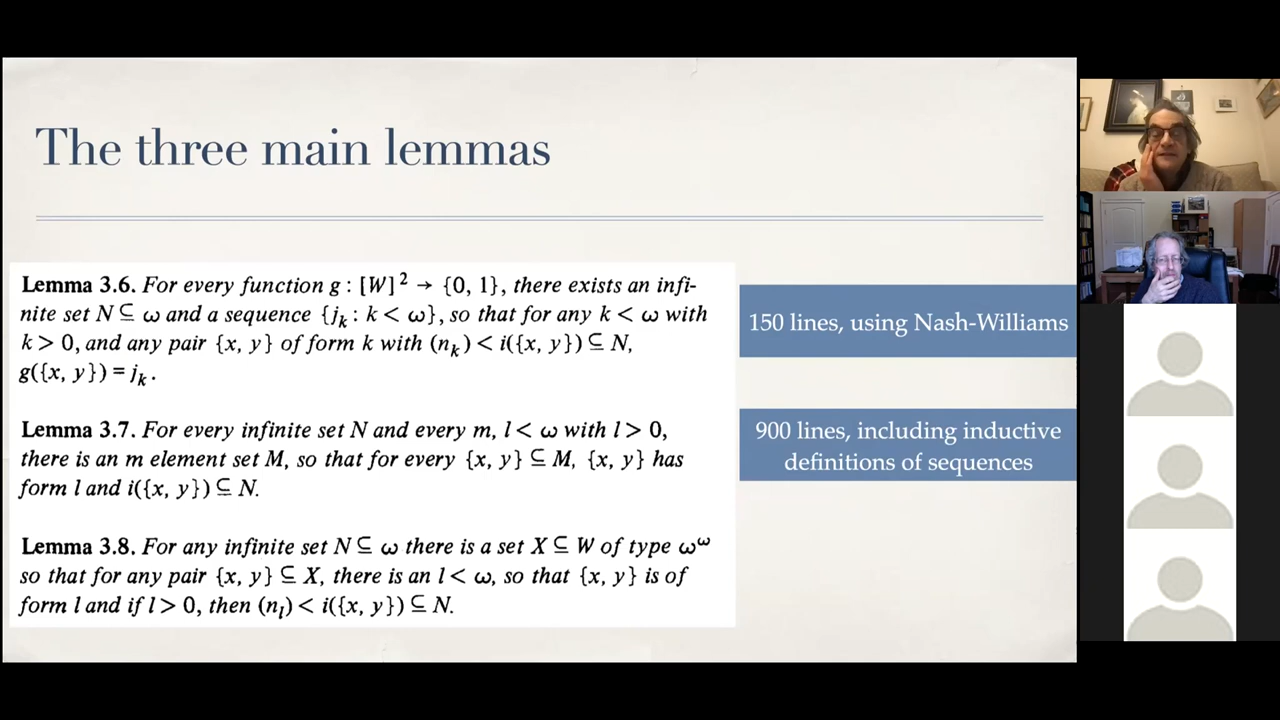 The three main lemmas
Lemma 3.6. For every function g : [W]² → {0, 1}, there exists an infi-
nite set N ⊆ ω and a sequence {jₖ : k < ω}, so that for any k < ω with
k > 0, and any pair {x, y} of form k with (nₖ) < i({x, y}) ⊆ N,
g({x, y}) = jₖ.
150 lines, using Nash-Williams
Lemma 3.7. For every infinite set N and every m, l < ω with l > 0,
there is an m element set M, so that for every {x, y} ⊆ M, {x, y} has
form l and i({x, y}) ⊆ N.
900 lines, including inductive
definitions of sequences
Lemma 3.8. For any infinite set N ⊆ ω there is a set X ⊆ W of type ω^ω
so that for any pair {x, y} ⊆ X, there is an l < ω, so that {x, y} is of
form l and if l > 0, then (nₗ) < i({x, y}) ⊆ N.